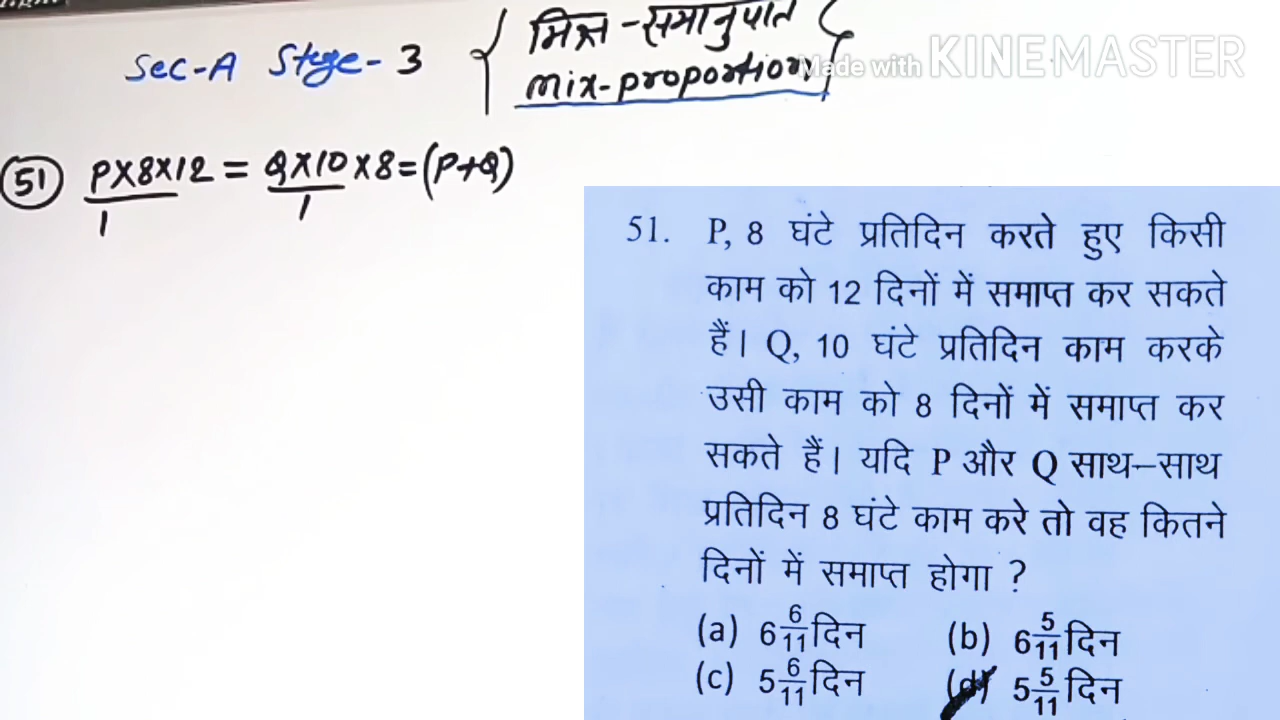 Sec-A Stege-3
मिश्र-समानुपात
mix-proportion
Made with KINEMASTER
51 P×8×12/1 = Q×10/1×8=(P+Q)
51. P, 8 घंटे प्रतिदिन करते हुए किसी
काम को 12 दिनों में समाप्त कर सकते
हैं। Q, 10 घंटे प्रतिदिन काम करके
उसी काम को 8 दिनों में समाप्त कर
सकते हैं। यदि P और Q साथ–साथ
प्रतिदिन 8 घंटे काम करे तो वह कितने
दिनों में समाप्त होगा ?
(a) 6 6/11 दिन (b) 6 5/11 दिन
(c) 5 6/11 दिन (d) 5 5/11 दिन